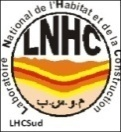 Laboratoire National de l'Habitat et de la Construction
LNHC
م.و.س.ب
LHCSud